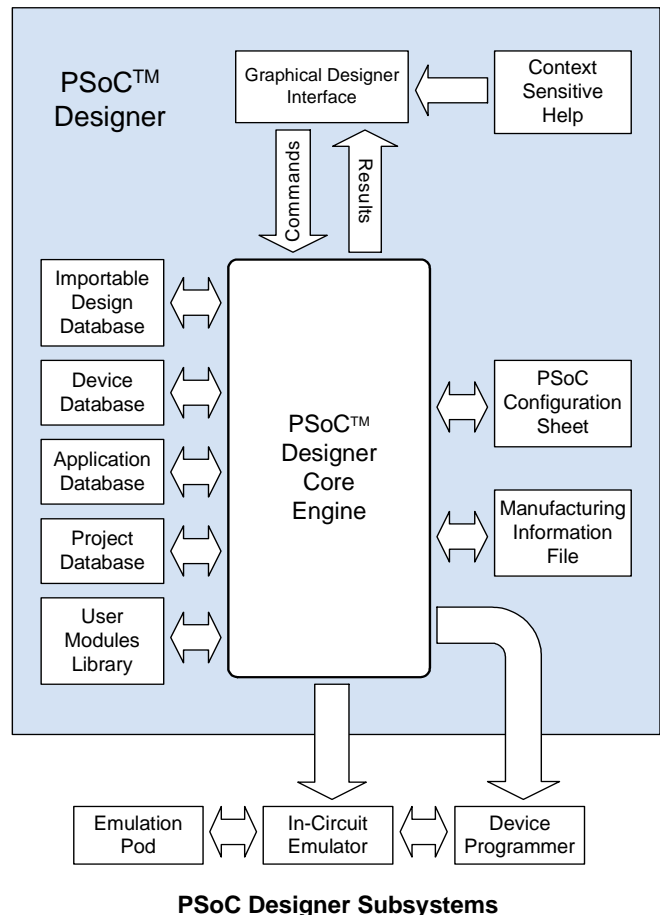 PSoC™
Designer
Graphical Designer
Interface
Context
Sensitive
Help
Commands
Results
Importable
Design
Database
Device
Database
Application
Database
Project
Database
User
Modules
Library
PSoC™
Designer
Core
Engine
PSoC
Configuration
Sheet
Manufacturing
Information
File
Emulation
Pod
In-Circuit
Emulator
Device
Programmer
PSoC Designer Subsystems